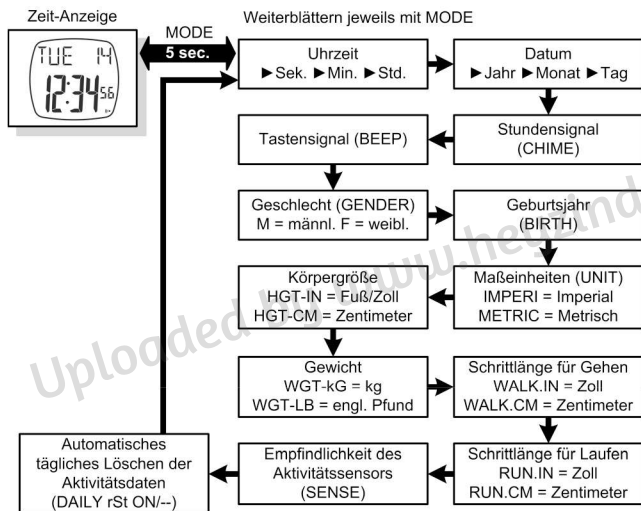 Zeit-Anzeige
MODE
5 sec.
Weiterblättern jeweils mit MODE
TUE 14
12:34 56
Uhrzeit
►Sek. ►Min. ►Std.
Datum
►Jahr ►Monat ►Tag
Tastensignal (BEEP)
Stundensignal
(CHIME)
Geschlecht (GENDER)
M = männl. F = weibl.
Geburtsjahr
(BIRTH)
Körpergröße
HGT-IN = Fuß/Zoll
HGT-CM = Zentimeter
Maßeinheiten (UNIT)
IMPERI = Imperial
METRIC = Metrisch
Gewicht
WGT-kG = kg
WGT-LB = engl. Pfund
Schrittlänge für Gehen
WALK.IN = Zoll
WALK.CM = Zentimeter
Automatisches
tägliches Löschen der
Aktivitätsdaten
(DAILY rSt ON/--)
Empfindlichkeit des
Aktivitätssensors
(SENSE)
Schrittlänge für Laufen
RUN.IN = Zoll
RUN.CM = Zentimeter
Uploaded by www.heyzind